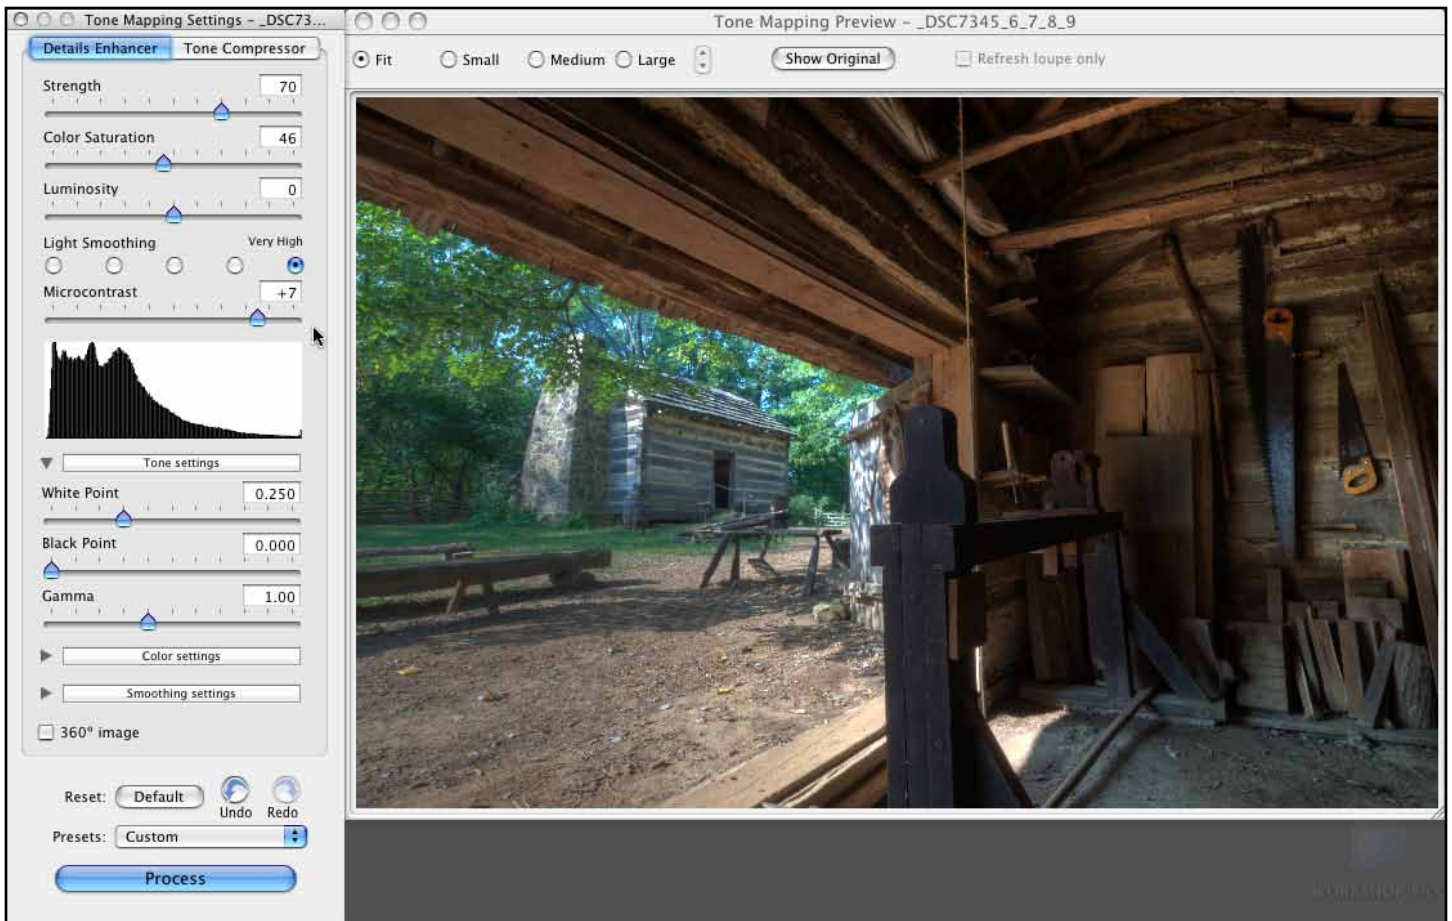 Tone Mapping Settings – _DSC73...
Details Enhancer
Tone Compressor
Strength
70
Color Saturation
46
Luminosity
0
Light Smoothing
Very High
Microcontrast
+7
Tone settings
White Point
0.250
Black Point
0.000
Gamma
1.00
Color settings
Smoothing settings
360° image
Reset:
Default
Undo
Redo
Presets:
Custom
Process
Tone Mapping Preview – _DSC7345_6_7_8_9
Fit
Small
Medium
Large
Show Original
Refresh loupe only